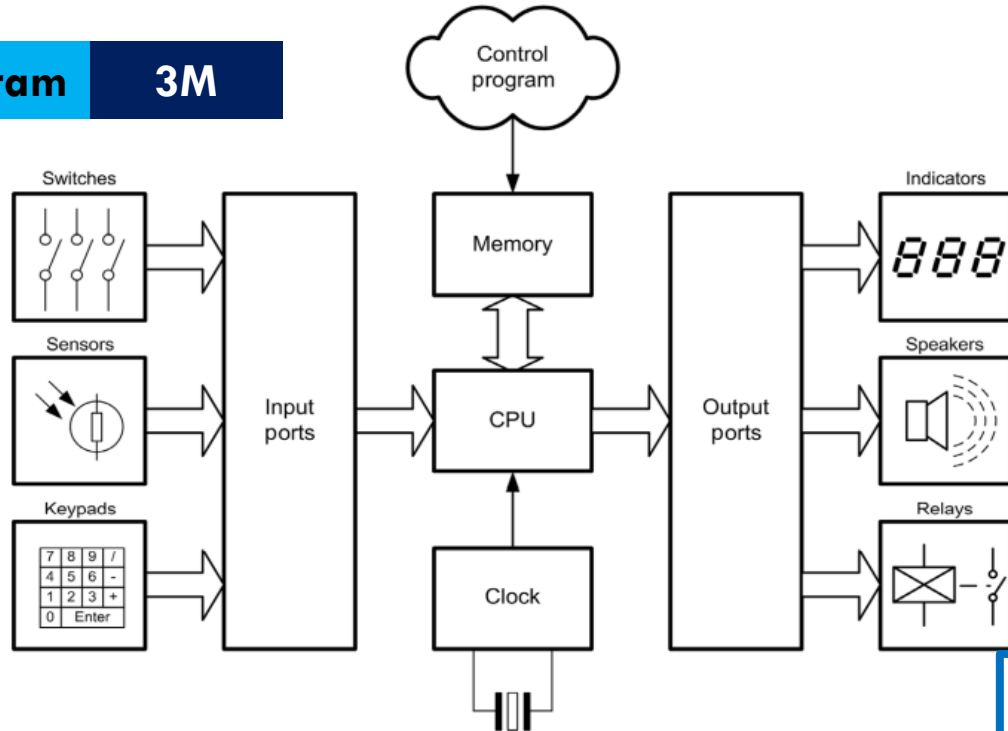 ram 3M
Control
program
Switches
Indicators
Memory
888
Sensors
Speakers
Input
ports
CPU
Output
ports
Keypads
Relays
7 8 9 /
4 5 6 -
1 2 3 +
0 Enter
Clock